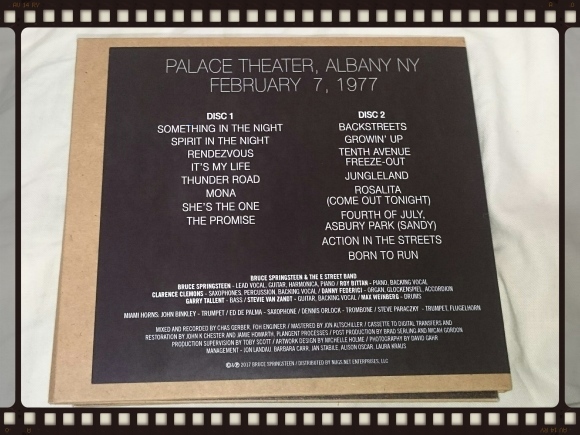 PALACE THEATER, ALBANY NY
FEBRUARY 7, 1977
DISC 1
SOMETHING IN THE NIGHT
SPIRIT IN THE NIGHT
RENDEZVOUS
IT'S MY LIFE
THUNDER ROAD
MONA
SHE'S THE ONE
THE PROMISE
DISC 2
BACKSTREETS
GROWIN' UP
TENTH AVENUE
FREEZE-OUT
JUNGLELAND
ROSALITA
(COME OUT TONIGHT)
FOURTH OF JULY,
ASBURY PARK (SANDY)
ACTION IN THE STREETS
BORN TO RUN
BRUCE SPRINGSTEEN & THE E STREET BAND
BRUCE SPRINGSTEEN - LEAD VOCAL, GUITAR, HARMONICA, PIANO / ROY BITTAN - PIANO, BACKING VOCAL
CLARENCE CLEMONS - SAXOPHONES, PERCUSSION, BACKING VOCAL / DANNY FEDERICI - ORGAN, GLOCKENSPIEL, ACCORDION
GARRY TALLENT - BASS / STEVIE VAN ZANDT - GUITAR, BACKING VOCAL / MAX WEINBERG - DRUMS
MIAMI HORNS: JOHN BINKLEY - TRUMPET / ED DE PALMA - SAXOPHONE / DENNIS ORLOCK - TROMBONE / STEVE PARACZKY - TRUMPET, FLUGELHORN
MIXED AND RECORDED BY CHAS GERBER, FOH ENGINEER / MASTERED BY JON ALTSCHILLER / CASSETTE TO DIGITAL TRANSFERS AND
RESTORATION BY JOHN K CHESTER AND JAMIE HOWARTH, PLANGENT PROCESSES / POST PRODUCTION BY BRAD SERLING AND MICAH GORDON
PRODUCTION SUPERVISION BY TOBY SCOTT / ARTWORK DESIGN BY MICHELLE HOLME / PHOTOGRAPHY BY DAVID GAHR
MANAGEMENT - JON LANDAU, BARBARA CARR, JAN STABILE, ALISON OSCAR, LAURA KRAUS
©& ℗ 2017 BRUCE SPRINGSTEEN / DISTRIBUTED BY NUGS.NET ENTERPRISES, LLC